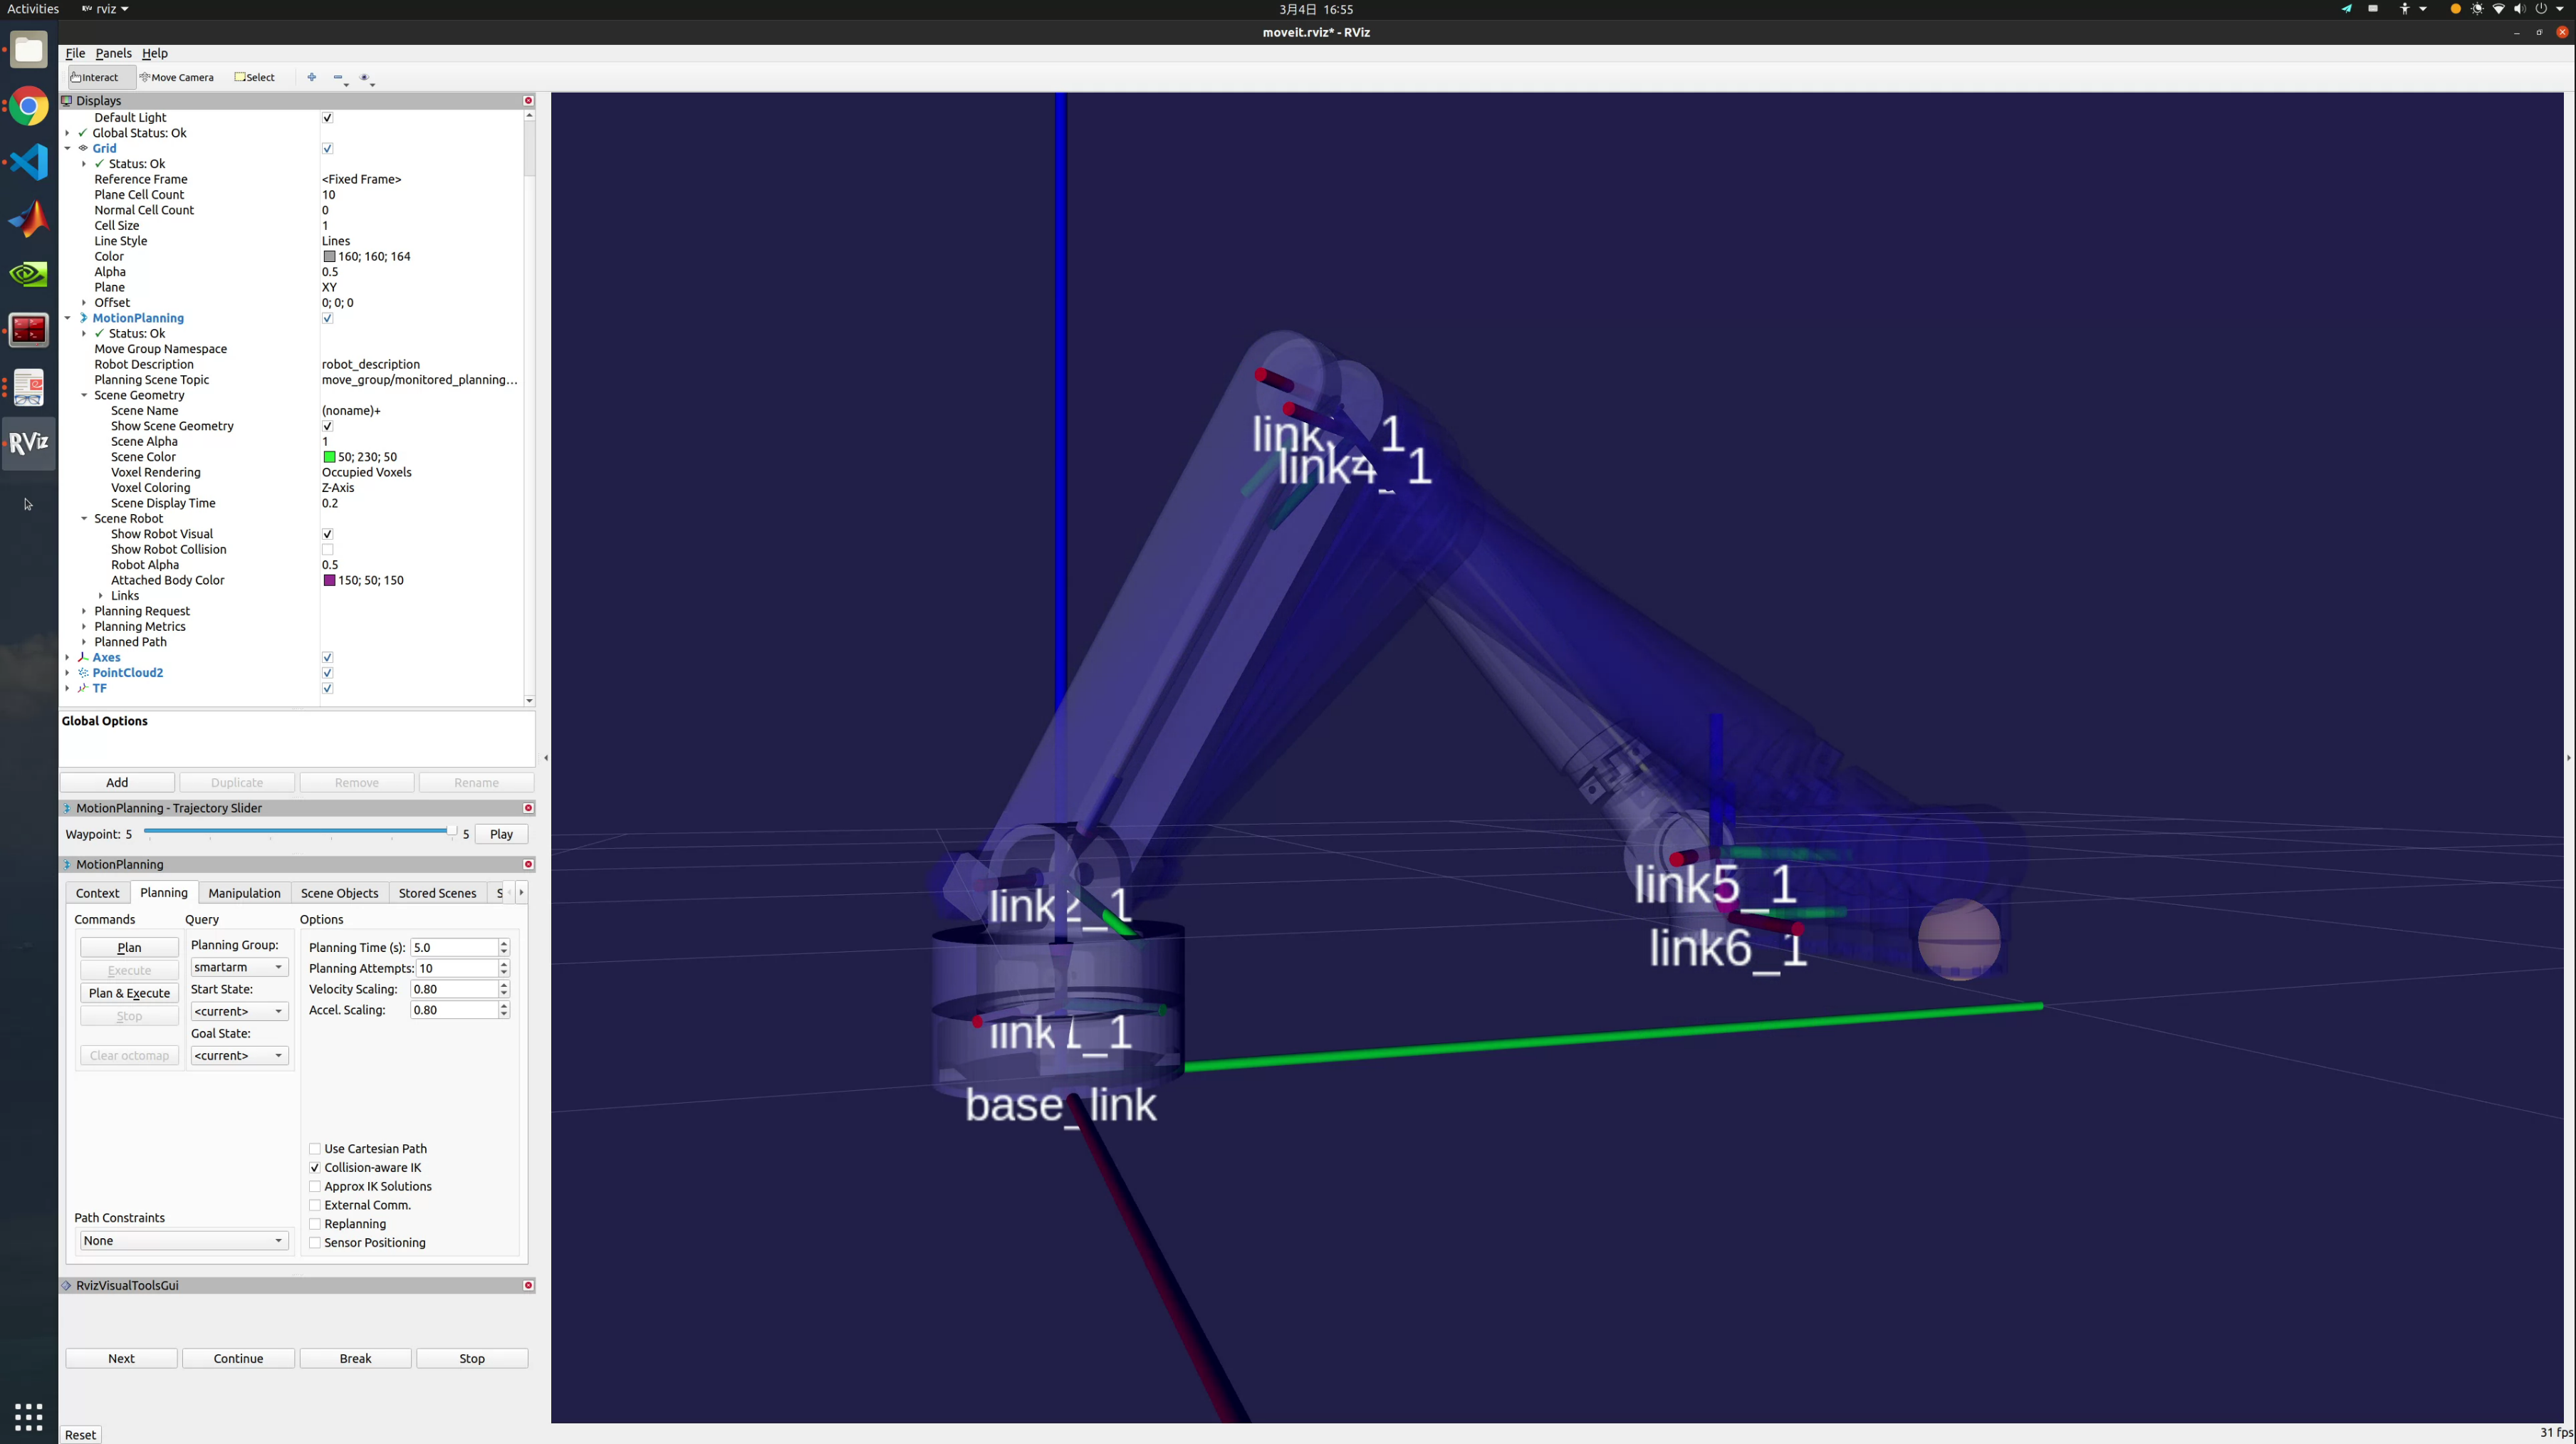 Activities
rviz
3月4日 16:55
moveit.rviz* - RViz
File Panels Help
Interact
Move Camera
Select
Displays
Default Light
Global Status: Ok
Grid
Status: Ok
Reference Frame <Fixed Frame>
Plane Cell Count 10
Normal Cell Count 0
Cell Size 1
Line Style Lines
Color 160; 160; 164
Alpha 0.5
Plane XY
Offset 0; 0; 0
MotionPlanning
Status: Ok
Move Group Namespace
Robot Description robot_description
Planning Scene Topic move_group/monitored_planning...
Scene Geometry
Scene Name (noname)+
Show Scene Geometry
Scene Alpha 1
Scene Color 50; 230; 50
Voxel Rendering Occupied Voxels
Voxel Coloring Z-Axis
Scene Display Time 0.2
Scene Robot
Show Robot Visual
Show Robot Collision
Robot Alpha 0.5
Attached Body Color 150; 50; 150
Links
Planning Request
Planning Metrics
Planned Path
Axes
PointCloud2
TF
Global Options
Add Duplicate Remove Rename
MotionPlanning - Trajectory Slider
Waypoint: 5 5 Play
MotionPlanning
Context Planning Manipulation Scene Objects Stored Scenes S
Commands Query Options
Plan
Execute
Plan & Execute
Stop
Clear octomap
Planning Group:
smartarm
Start State:
<current>
Goal State:
<current>
Planning Time (s): 5.0
Planning Attempts: 10
Velocity Scaling: 0.80
Accel. Scaling: 0.80
Use Cartesian Path
Collision-aware IK
Approx IK Solutions
External Comm.
Replanning
Sensor Positioning
Path Constraints
None
RvizVisualToolsGui
Next Continue Break Stop
Reset
31 fps
RViz
link4_1
link5_1
link6_1
link2_1
link1_1
base_link